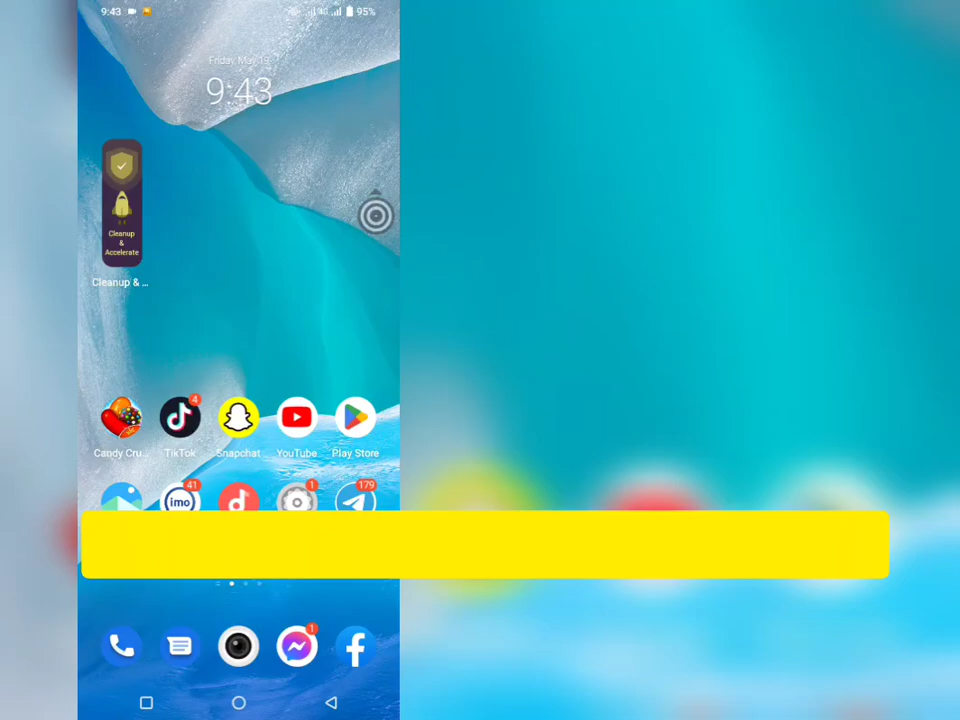 9:43
4G
95%
Friday, May 19
9:43
Cleanup
&
Accelerate
Cleanup & ...
4
Candy Cru...
TikTok
Snapchat
YouTube
Play Store
41
imo
1
179
1